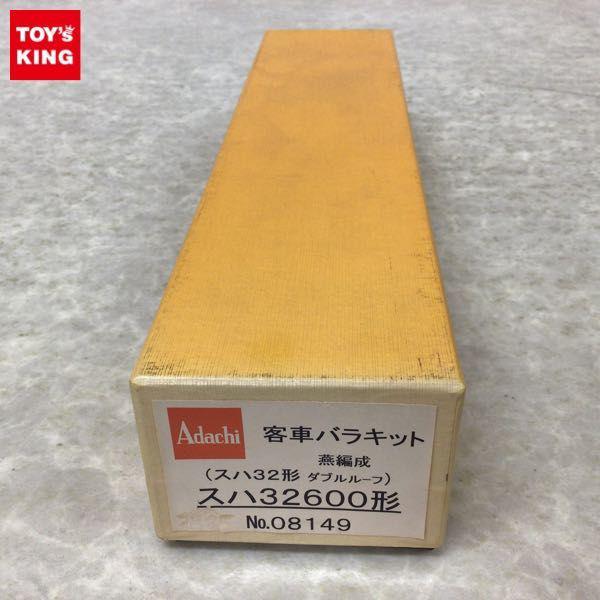 TOY's
KING
Adachi
客車バラキット
燕編成
(スハ32形 ダブルルーフ)
スハ32600形
No.08149